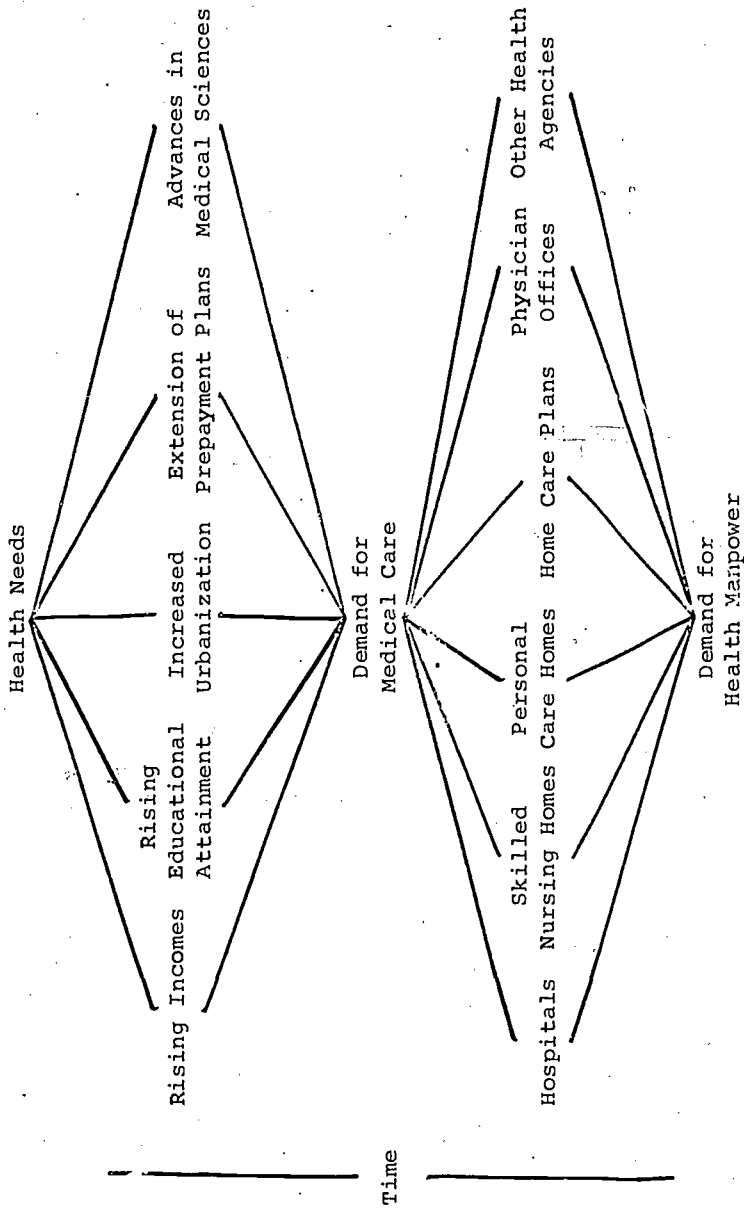 Health Needs
Rising Incomes
Rising
Educational
Attainment
Increased
Urbanization
Extension of
Prepayment Plans
Advances in
Medical Sciences
Time
Demand for
Medical Care
Hospitals
Skilled
Nursing Homes
Personal
Care Homes
Home Care Plans
Physician
Offices
Other Health
Agencies
Demand for
Health Manpower